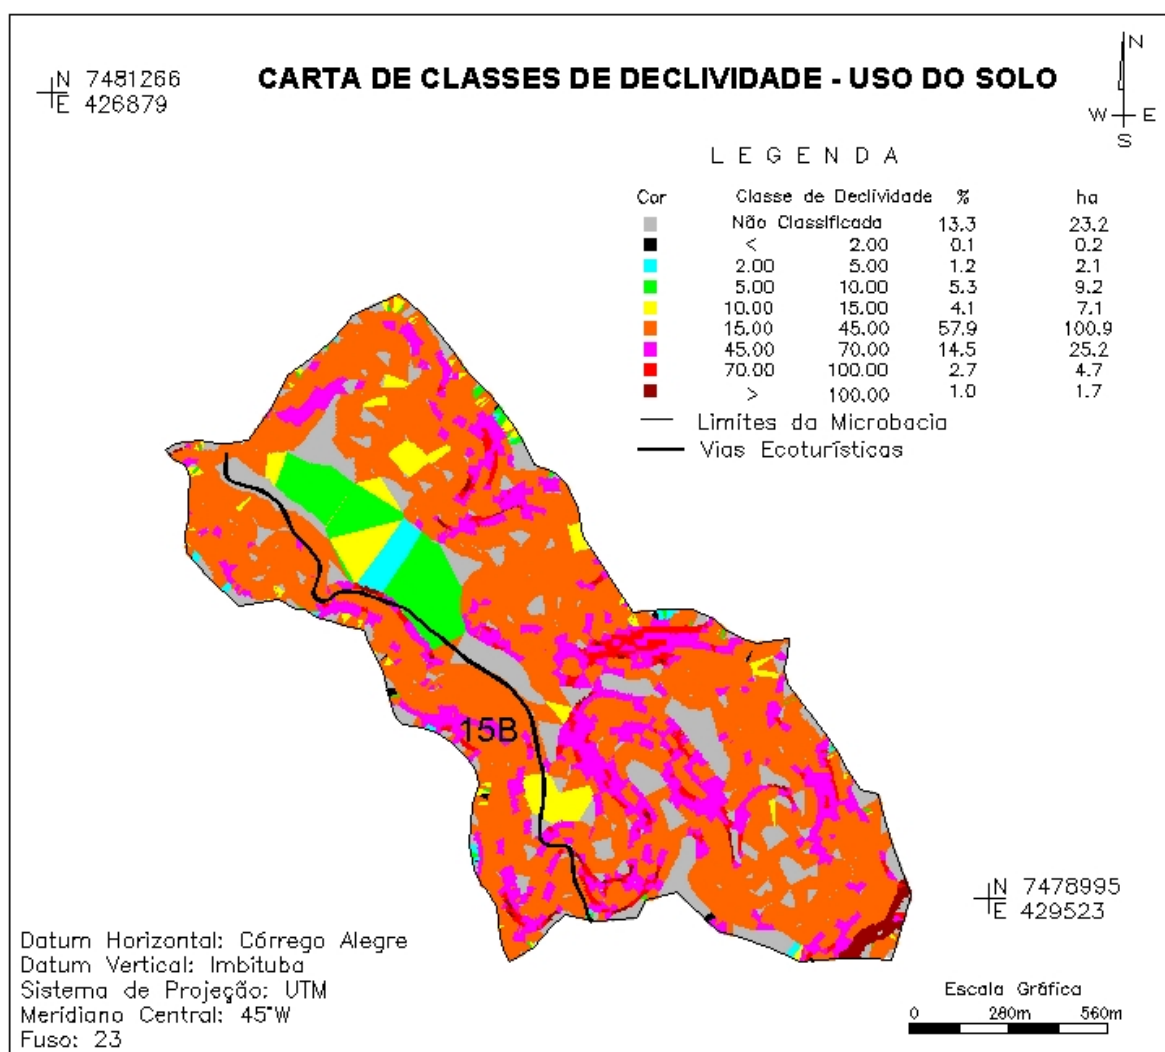 N 7481266
E 426879
CARTA DE CLASSES DE DECLIVIDADE - USO DO SOLO
N
W E
S
LEGENDA
Cor Classe de Declividade % ha
Não Classificada 13.3 23.2
< 2.00 0.1 0.2
2.00 5.00 1.2 2.1
5.00 10.00 5.3 9.2
10.00 15.00 4.1 7.1
15.00 45.00 57.9 100.9
45.00 70.00 14.5 25.2
70.00 100.00 2.7 4.7
> 100.00 1.0 1.7
Limites da Microbacia
Vias Ecoturísticas
15B
N 7478995
E 429523
Datum Horizontal: Córrego Alegre
Datum Vertical: Imbituba
Sistema de Projeção: UTM
Meridiano Central: 45°W
Fuso: 23
Escala Gráfica
0 280m 560m